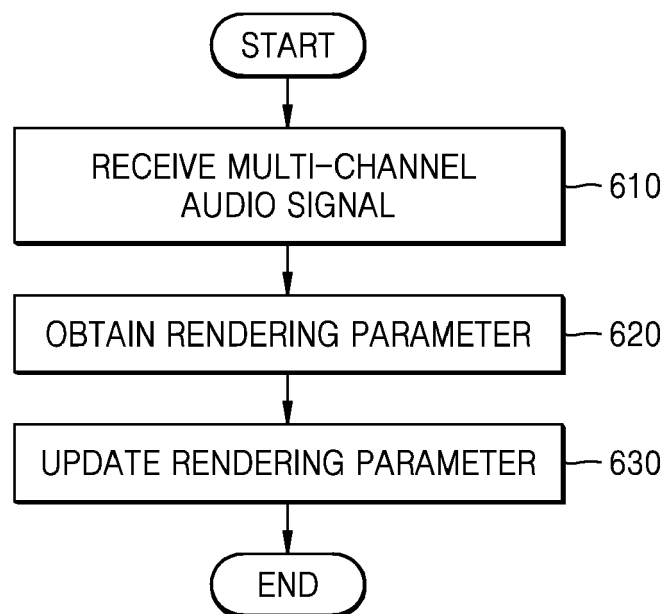 START
RECEIVE MULTI-CHANNEL
AUDIO SIGNAL
610
OBTAIN RENDERING PARAMETER
620
UPDATE RENDERING PARAMETER
630
END